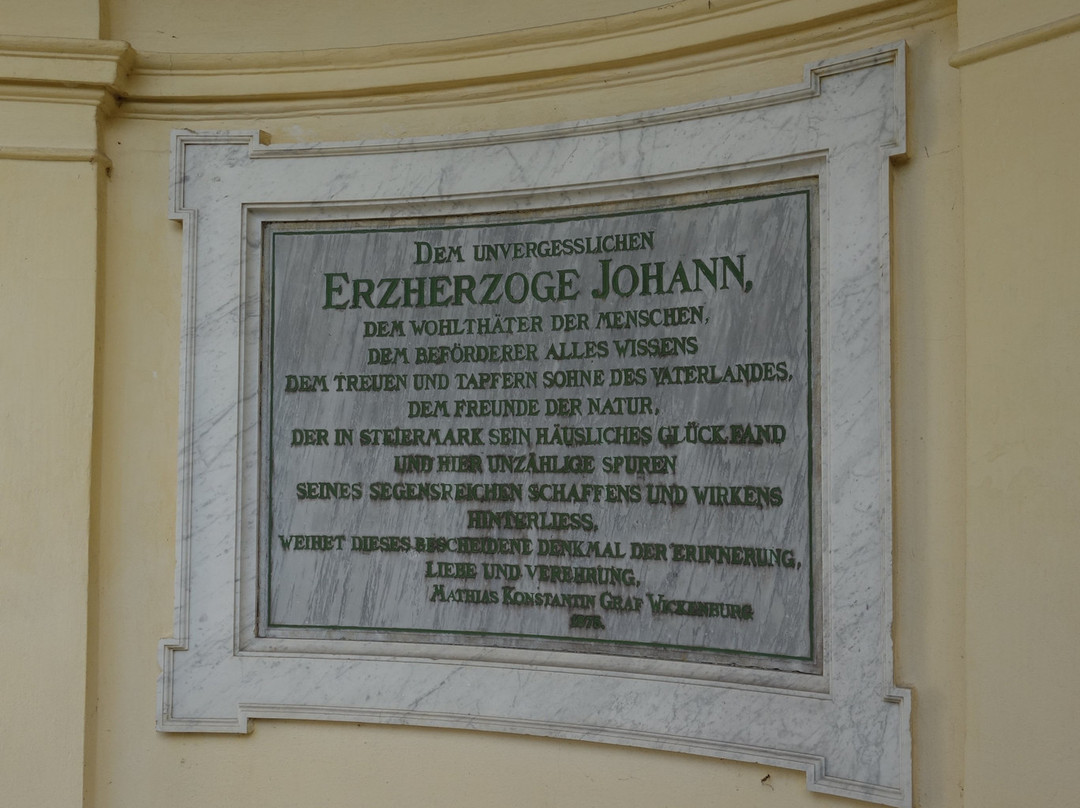 DEM UNVERGESSLICHEN
ERZHERZOGE JOHANN,
DEM WOHLTHÄTER DER MENSCHEN,
DEM BEFÖRDERER ALLES WISSENS
DEM TREUEN UND TAPFERN SOHNE DES VATERLANDES,
DEM FREUNDE DER NATUR,
DER IN STEIERMARK SEIN HÄUSLICHES GLÜCK FAND
UND HIER UNZÄHLIGE SPUREN
SEINES SEGENSREICHEN SCHAFFENS UND WIRKENS
HINTERLIESS,
WEIHET DIESES BESCHEIDENE DENKMAL DER ERINNERUNG,
LIEBE UND VEREHRUNG,
MATHIAS KONSTANTIN GRAF WICKENBURG